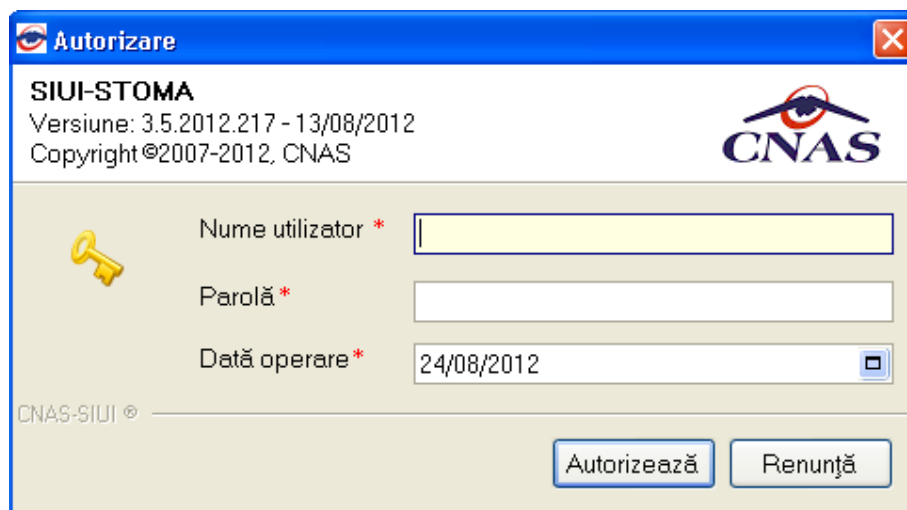 Autorizare
SIUI-STOMA
Versiune: 3.5.2012.217 - 13/08/2012
Copyright ©2007-2012, CNAS
CNAS
Nume utilizator *
Parolă *
Dată operare *
24/08/2012
CNAS-SIUI ®
Autorizează
Renunţă